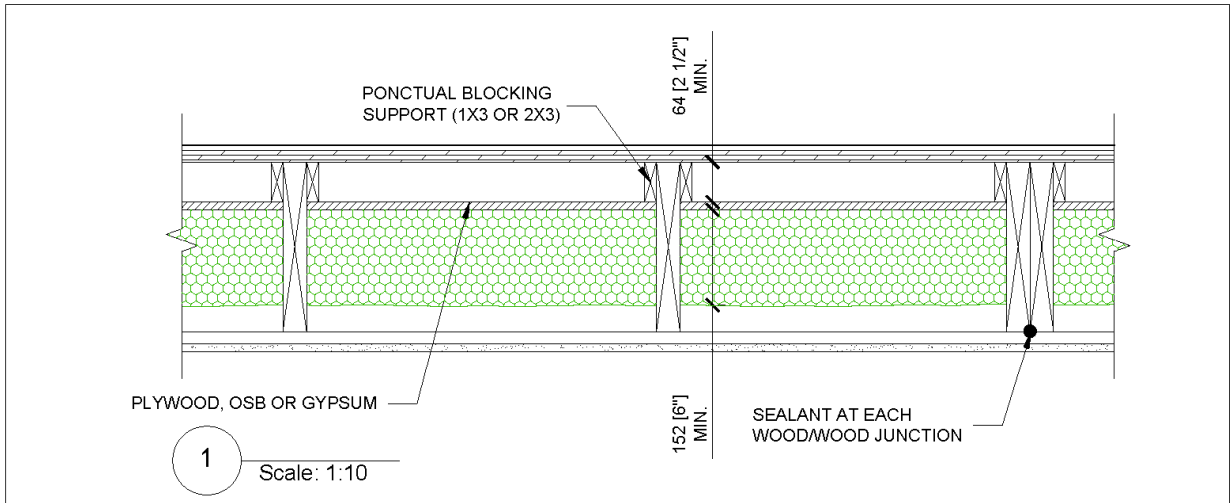 PONCTUAL BLOCKING
SUPPORT (1X3 OR 2X3)
64 [2 1/2"]
MIN.
PLYWOOD, OSB OR GYPSUM
152 [6"]
MIN.
SEALANT AT EACH
WOOD/WOOD JUNCTION
1
Scale: 1:10